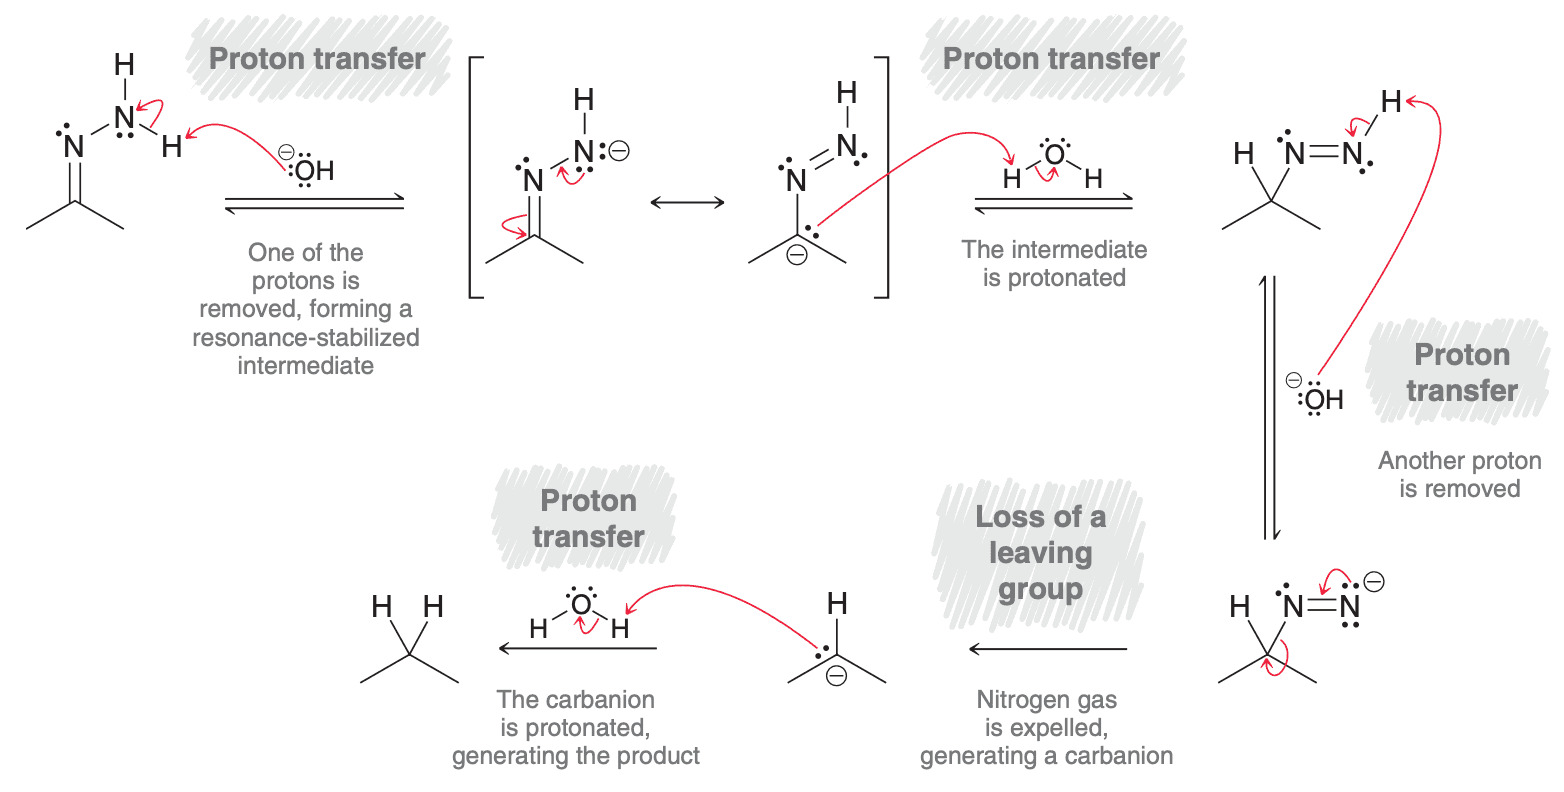 Proton transfer
H
N
H
N
⊖
:OH
One of the
protons is
removed, forming a
resonance-stabilized
intermediate
H
N:⊖
N
H
N
N
⊖
Proton transfer
O
H H
The intermediate
is protonated
H
H N=N
⊖
:OH
Proton
transfer
Another proton
is removed
H N=N ⊖
Loss of a
leaving
group
Nitrogen gas
is expelled,
generating a carbanion
H
⊖
Proton
transfer
O
H H
The carbanion
is protonated,
generating the product
H H